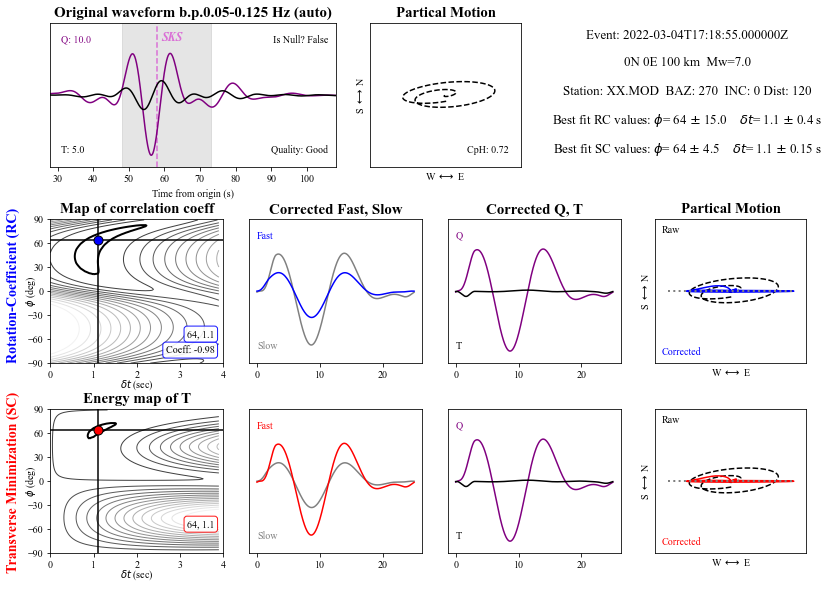 Original waveform b.p.0.05-0.125 Hz (auto)
Q: 10.0
SKS
Is Null? False
T: 5.0
Quality: Good
30 40 50 60 70 80 90 100
Time from origin (s)
Partical Motion
S ⟷ N
CpH: 0.72
W ⟷ E
Event: 2022-03-04T17:18:55.000000Z
0N 0E 100 km Mw=7.0
Station: XX.MOD BAZ: 270 INC: 0 Dist: 120
Best fit RC values: ϕ= 64 ± 15.0 δt= 1.1 ± 0.4 s
Best fit SC values: ϕ= 64 ± 4.5 δt= 1.1 ± 0.15 s
Rotation-Coefficient (RC)
Map of correlation coeff
90
60
30
0
−30
−60
−90
ϕ (deg)
64, 1.1
Coeff: -0.98
0 1 2 3 4
δt (sec)
Corrected Fast, Slow
Fast
Slow
0 10 20
Corrected Q, T
Q
T
0 10 20
Partical Motion
Raw
S ⟷ N
Corrected
W ⟷ E
Transverse Minimization (SC)
Energy map of T
90
60
30
0
−30
−60
−90
ϕ (deg)
64, 1.1
0 1 2 3 4
δt (sec)
Fast
Slow
0 10 20
Q
T
0 10 20
Raw
S ⟷ N
Corrected
W ⟷ E